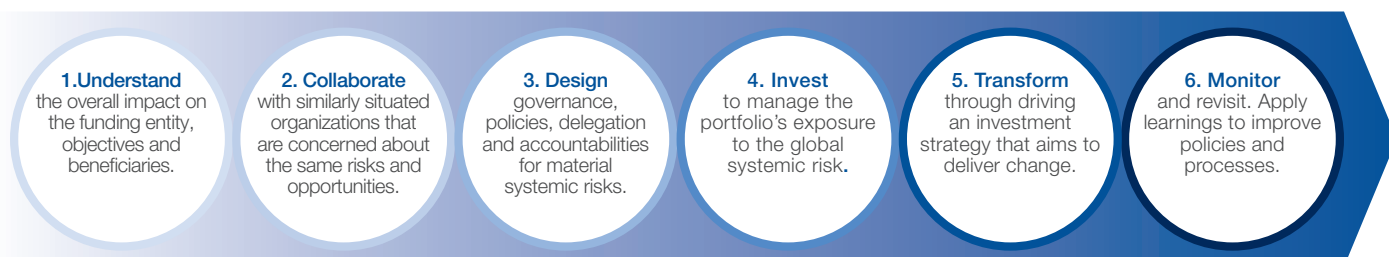 1.Understand
the overall impact on
the funding entity,
objectives and
beneficiaries.
2. Collaborate
with similarly situated
organizations that
are concerned about
the same risks and
opportunities.
3. Design
governance,
policies, delegation
and accountabilities
for material
systemic risks.
4. Invest
to manage the
portfolio’s exposure
to the global
systemic risk.
5. Transform
through driving
an investment
strategy that aims to
deliver change.
6. Monitor
and revisit. Apply
learnings to improve
policies and
processes.